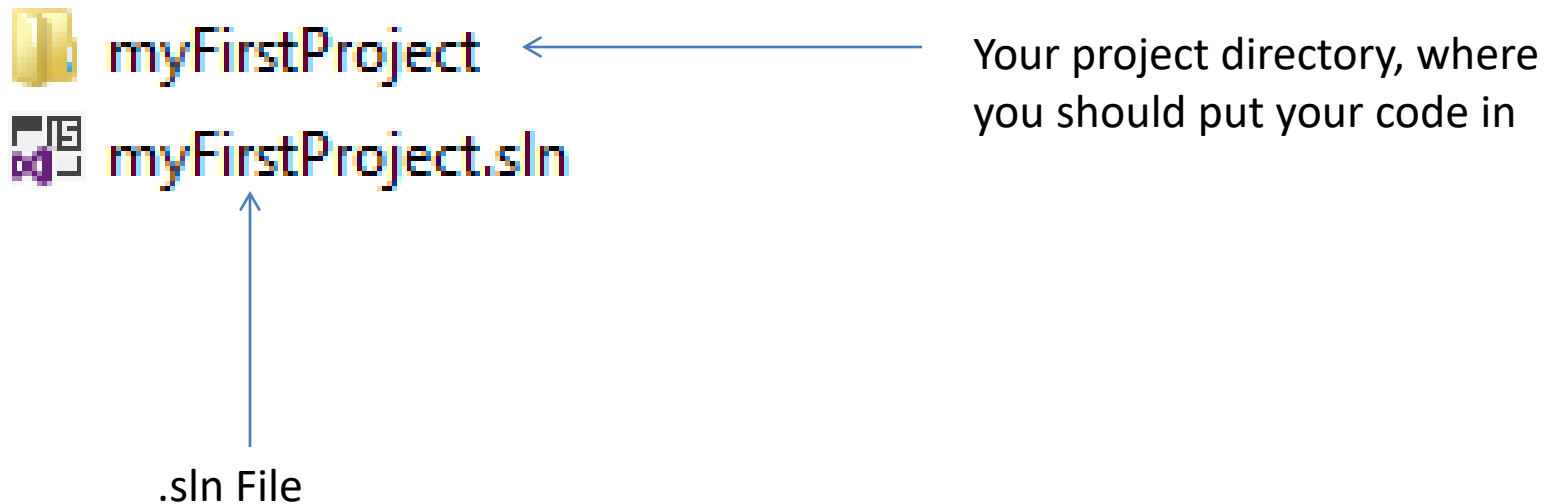 myFirstProject
Your project directory, where
you should put your code in
myFirstProject.sln
.sln File